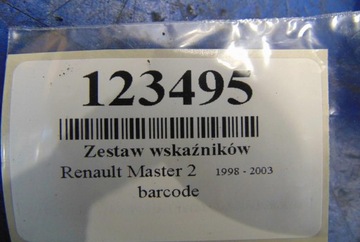 123495
Zestaw wskaźników
Renault Master 2 1998 - 2003
barcode